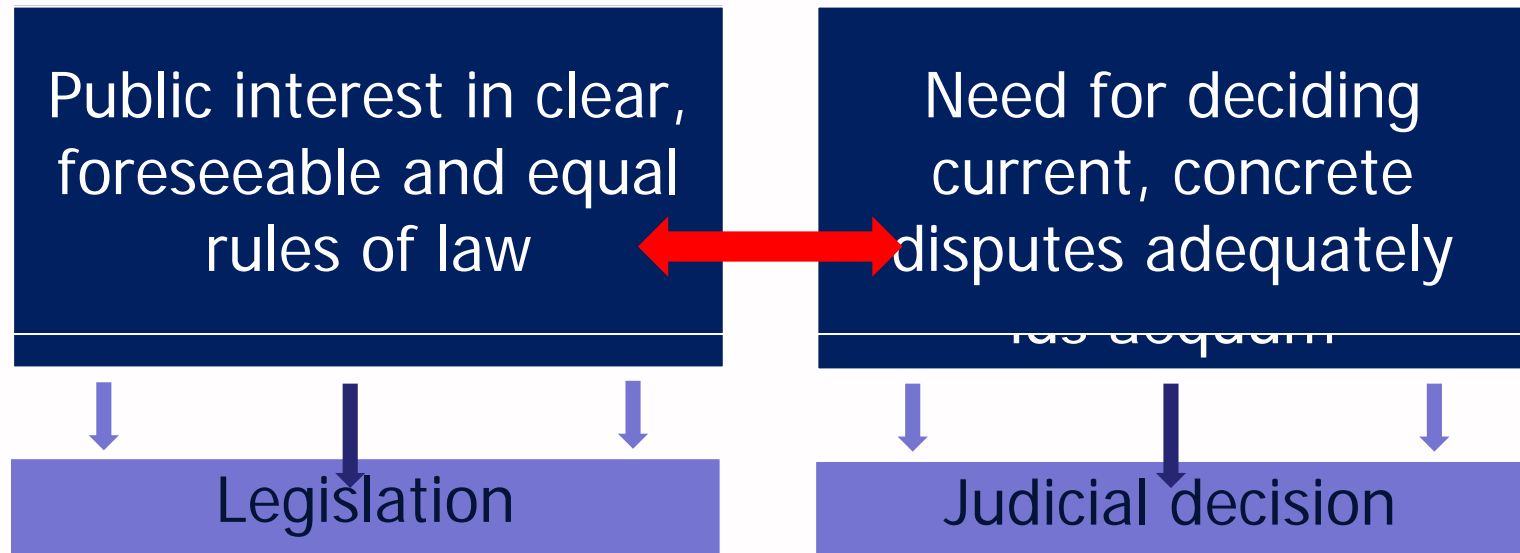 Public interest in clear,
foreseeable and equal
rules of law
Need for deciding
current, concrete
disputes adequately
Legislation
Judicial decision